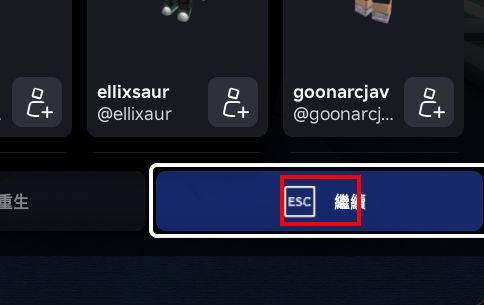 ellixsaur
@ellixaur
goonarcjav
@goonarcj...
重生
ESC 繼續